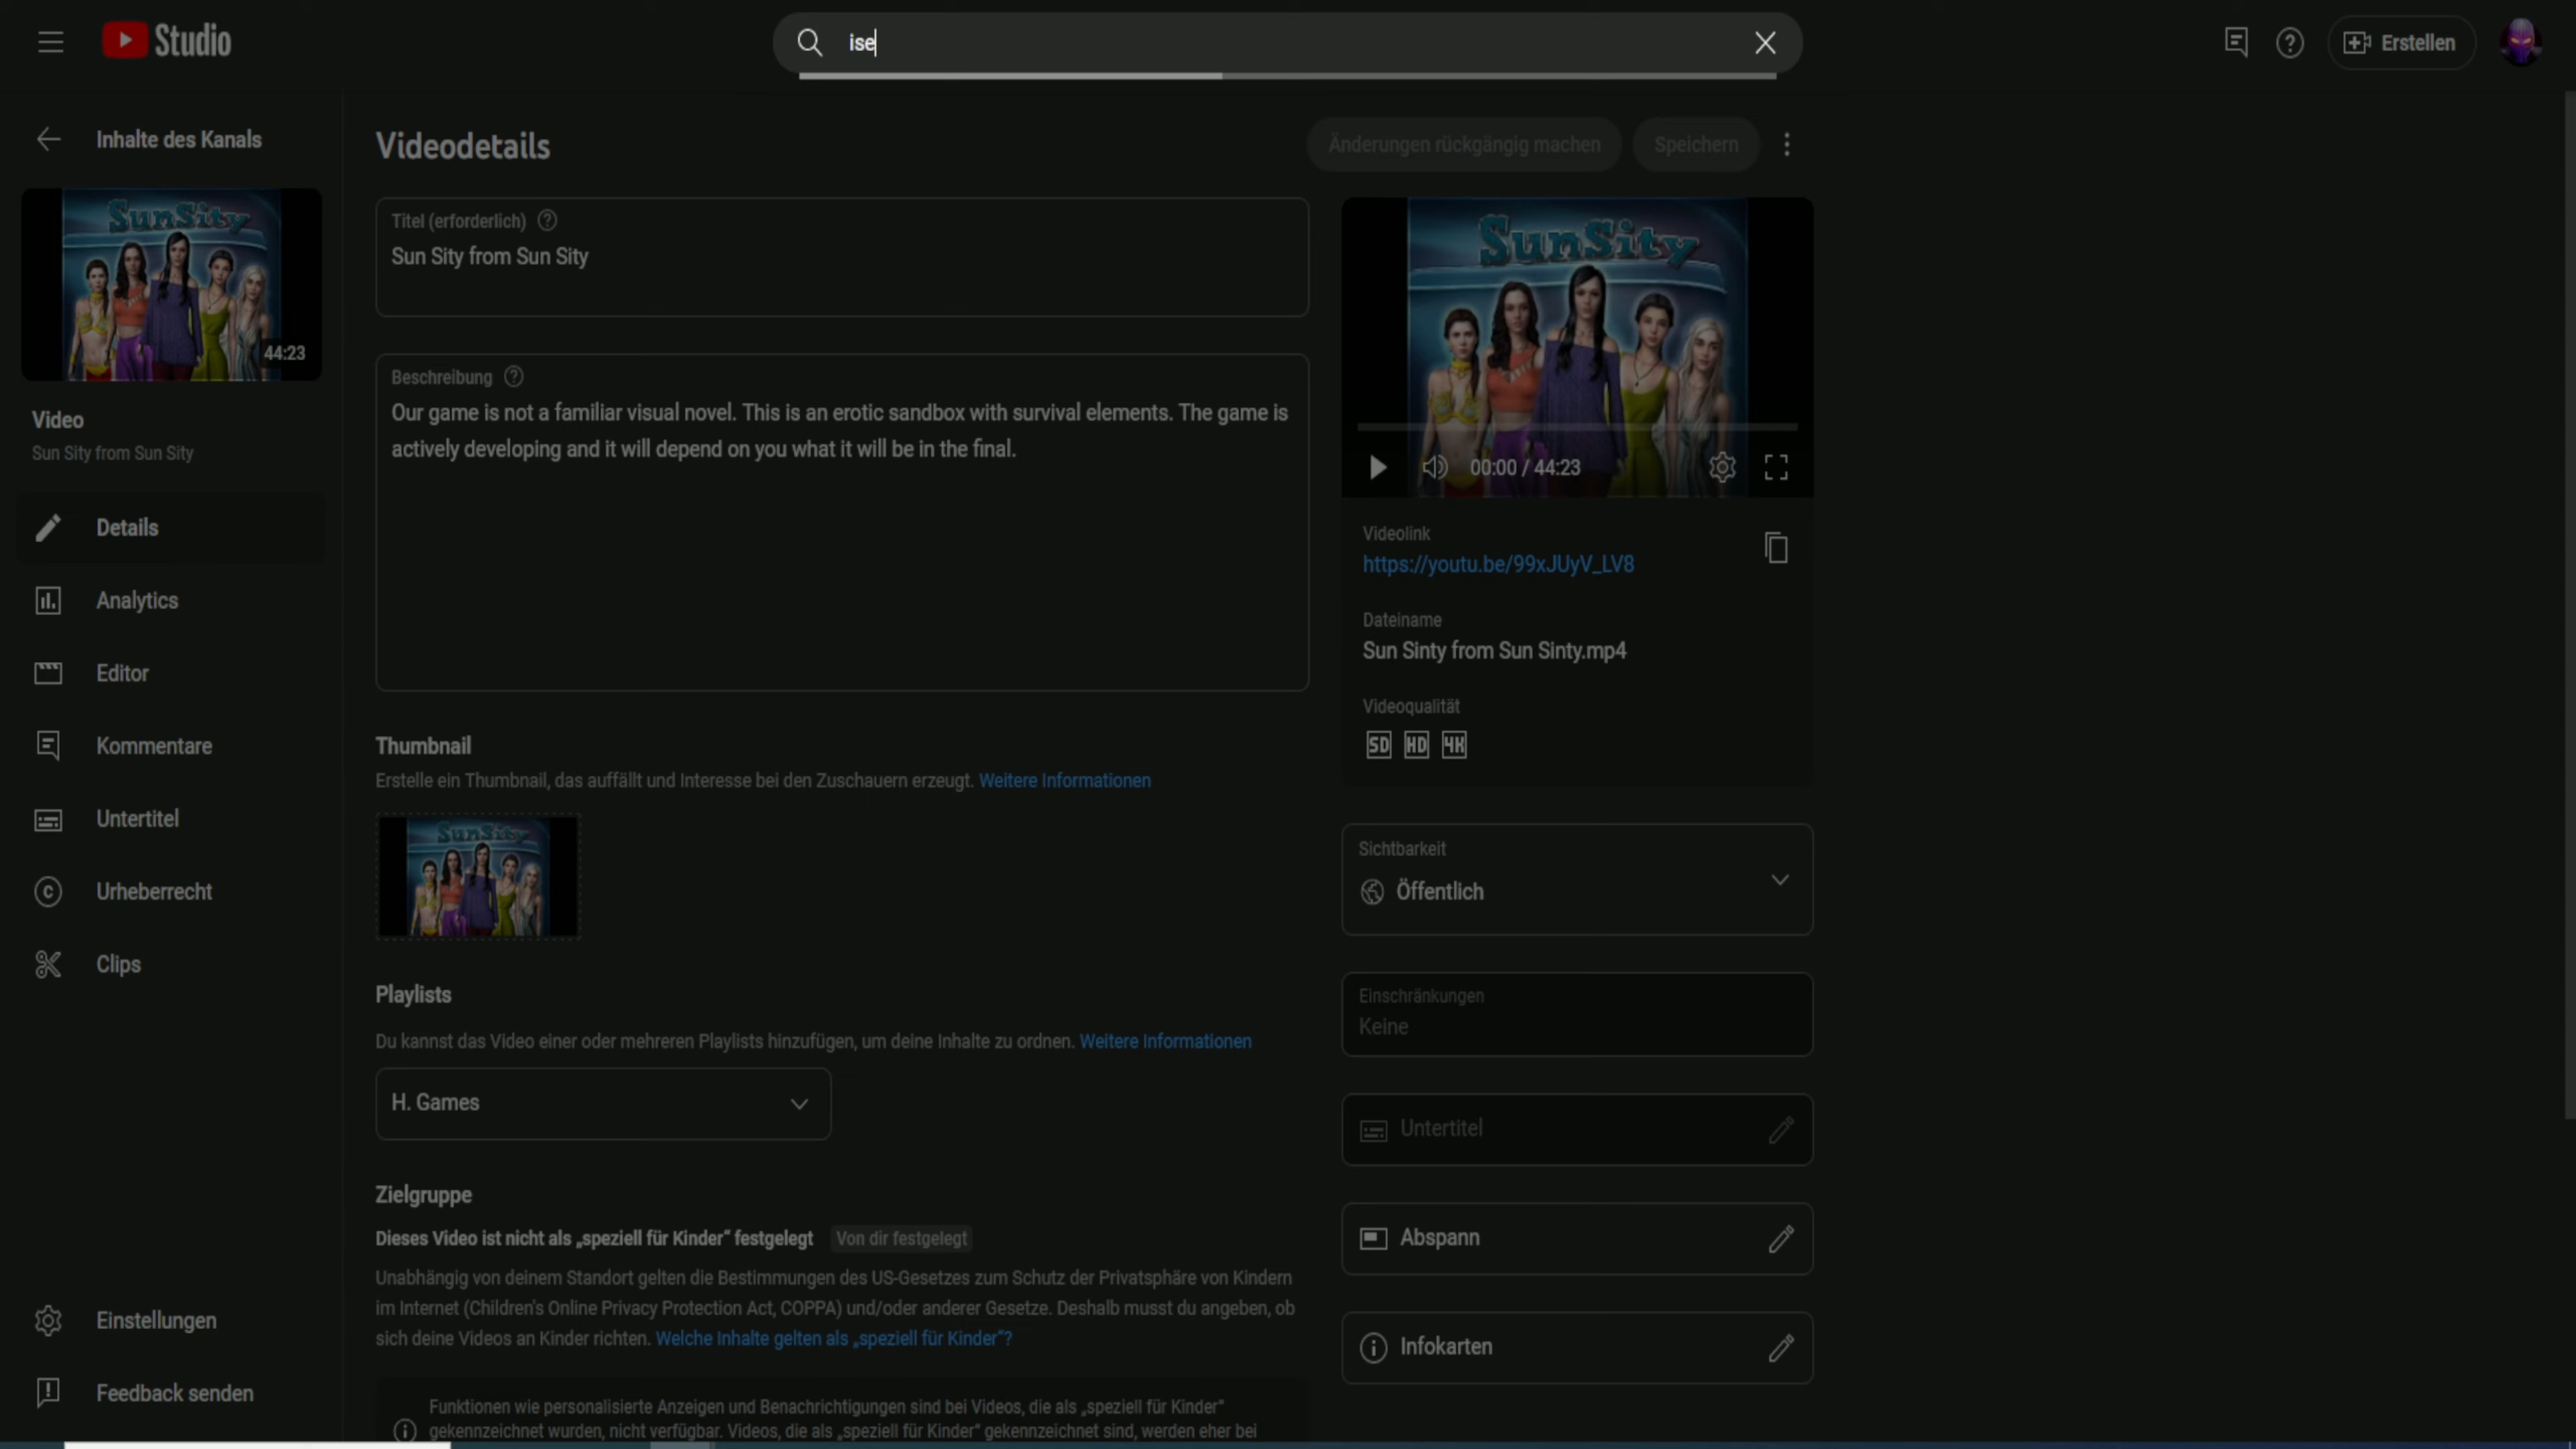 Studio
ise
Erstellen
Inhalte des Kanals
SunSity
44:23
Video
Sun Sity from Sun Sity
Details
Analytics
Editor
Kommentare
Untertitel
Urheberrecht
Clips
Einstellungen
Feedback senden
Videodetails
Änderungen rückgängig machen
Speichern
Titel (erforderlich)
Sun Sity from Sun Sity
Beschreibung
Our game is not a familiar visual novel. This is an erotic sandbox with survival elements. The game is
actively developing and it will depend on you what it will be in the final.
Thumbnail
Erstelle ein Thumbnail, das auffällt und Interesse bei den Zuschauern erzeugt. Weitere Informationen
SunSity
Playlists
Du kannst das Video einer oder mehreren Playlists hinzufügen, um deine Inhalte zu ordnen. Weitere Informationen
H. Games
Zielgruppe
Dieses Video ist nicht als „speziell für Kinder“ festgelegt Von dir festgelegt
Unabhängig von deinem Standort gelten die Bestimmungen des US-Gesetzes zum Schutz der Privatsphäre von Kindern
im Internet (Children's Online Privacy Protection Act, COPPA) und/oder anderer Gesetze. Deshalb musst du angeben, ob
sich deine Videos an Kinder richten. Welche Inhalte gelten als „speziell für Kinder“?
Funktionen wie personalisierte Anzeigen und Benachrichtigungen sind bei Videos, die als „speziell für Kinder“
gekennzeichnet wurden, nicht verfügbar. Videos, die als „speziell für Kinder“ gekennzeichnet sind, werden eher bei
SunSity
00:00 / 44:23
Videolink
https://youtu.be/99xJUyV_LV8
Dateiname
Sun Sinty from Sun Sinty.mp4
Videoqualität
SD HD 4K
Sichtbarkeit
Öffentlich
Einschränkungen
Keine
Untertitel
Abspann
Infokarten